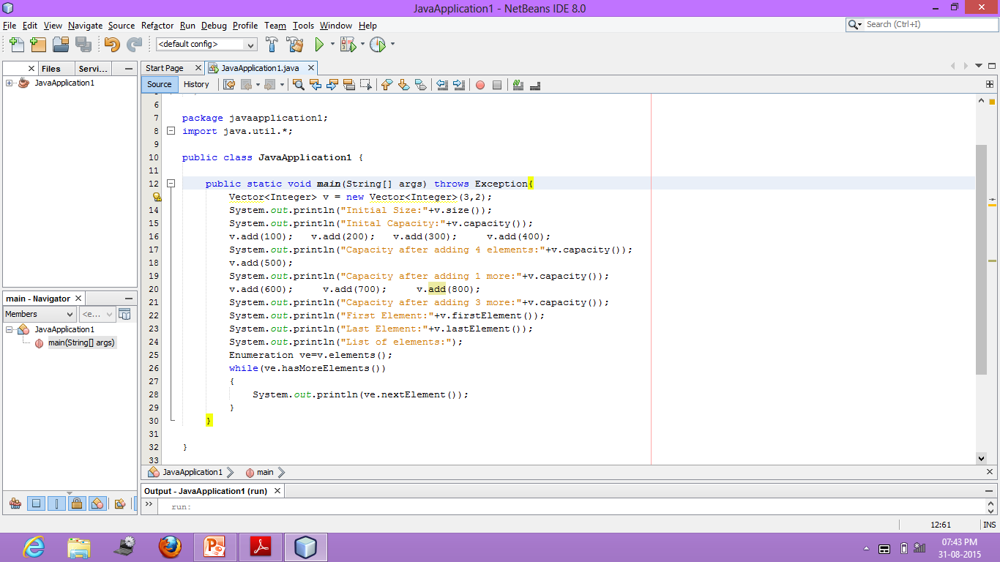 JavaApplication1 - NetBeans IDE 8.0
File Edit View Navigate Source Refactor Run Debug Profile Team Tools Window Help
Search (Ctrl+I)
<default config>
Files Servi...
Start Page JavaApplication1.java
JavaApplication1
Source History
6
7 package javaapplication1;
8 import java.util.*;
9
10 public class JavaApplication1 {
11
12 public static void main(String[] args) throws Exception{
Vector<Integer> v = new Vector<Integer>(3,2);
14 System.out.println("Initial Size:"+v.size());
15 System.out.println("Inital Capacity:"+v.capacity());
16 v.add(100); v.add(200); v.add(300); v.add(400);
17 System.out.println("Capacity after adding 4 elements:"+v.capacity());
18 v.add(500);
19 System.out.println("Capacity after adding 1 more:"+v.capacity());
20 v.add(600); v.add(700); v.add(800);
21 System.out.println("Capacity after adding 3 more:"+v.capacity());
22 System.out.println("First Element:"+v.firstElement());
23 System.out.println("Last Element:"+v.lastElement());
24 System.out.println("List of elements:");
25 Enumeration ve=v.elements();
26 while(ve.hasMoreElements())
27 {
28 System.out.println(ve.nextElement());
29 }
30 }
31
32 }
33
main - Navigator
Members <e...
JavaApplication1
main(String[] args)
JavaApplication1 main
Output - JavaApplication1 (run)
run:
12:61 INS
07:43 PM
31-08-2015